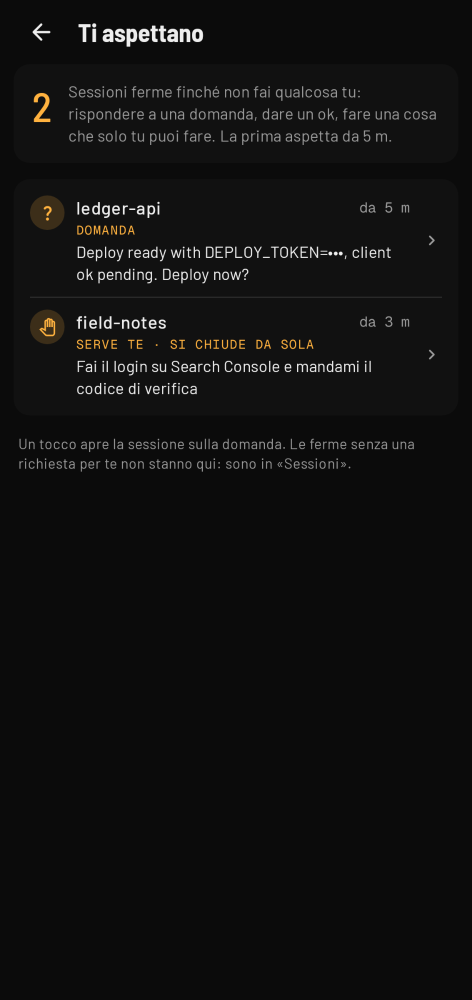 Ti aspettano
2
Sessioni ferme finché non fai qualcosa tu:
rispondere a una domanda, dare un ok, fare una cosa
che solo tu puoi fare. La prima aspetta da 5 m.
?
ledger-api
da 5 m
DOMANDA
Deploy ready with DEPLOY_TOKEN=•••, client
ok pending. Deploy now?
field-notes
da 3 m
SERVE TE · SI CHIUDE DA SOLA
Fai il login su Search Console e mandami il
codice di verifica
Un tocco apre la sessione sulla domanda. Le ferme senza una
richiesta per te non stanno qui: sono in «Sessioni».